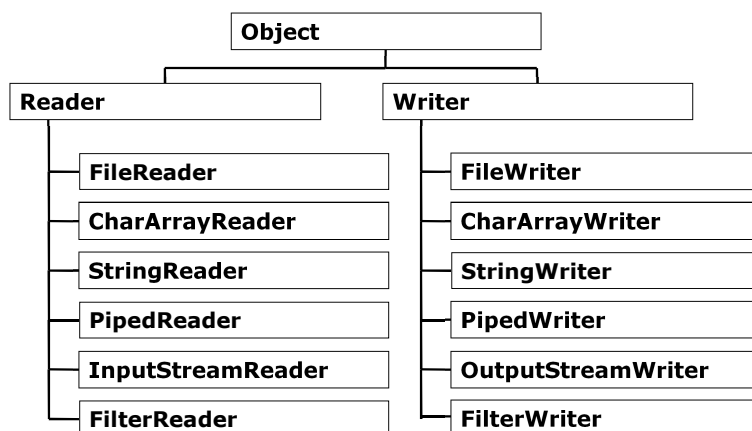 Object
Reader
Writer
FileReader
FileWriter
CharArrayReader
CharArrayWriter
StringReader
StringWriter
PipedReader
PipedWriter
InputStreamReader
OutputStreamWriter
FilterReader
FilterWriter